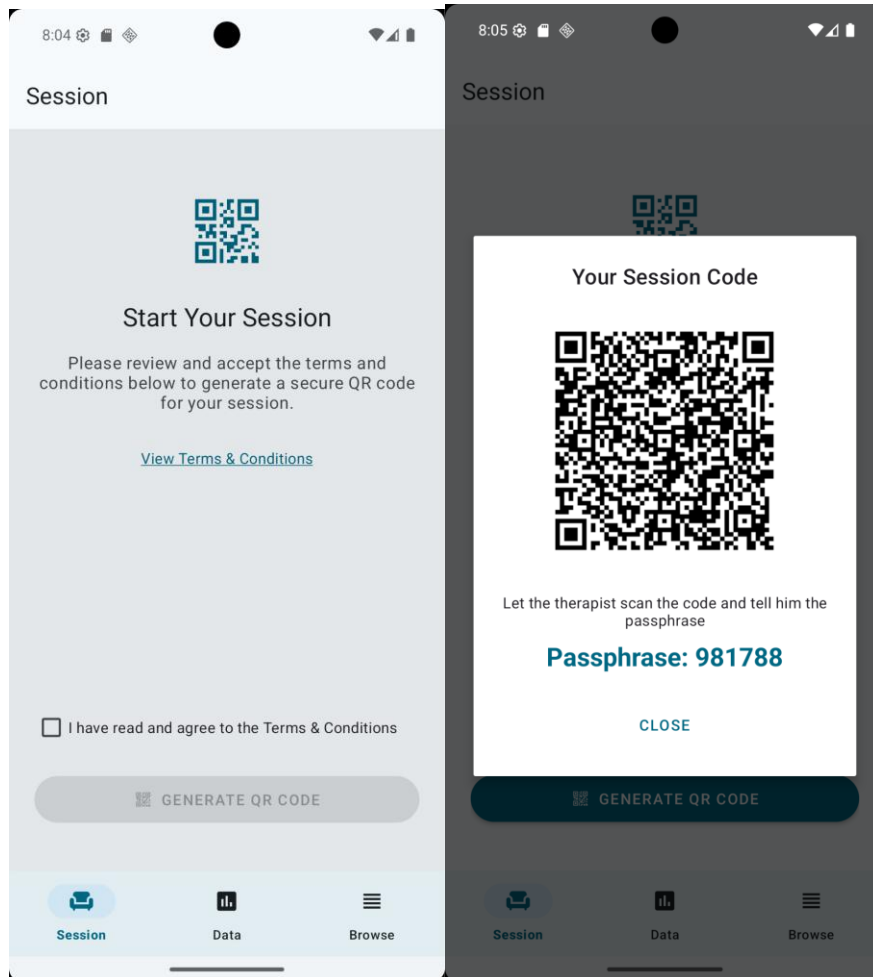 8:04
Session
Start Your Session
Please review and accept the terms and
conditions below to generate a secure QR code
for your session.
View Terms & Conditions
I have read and agree to the Terms & Conditions
GENERATE QR CODE
Session
Data
Browse
8:05
Session
Your Session Code
Let the therapist scan the code and tell him the
passphrase
Passphrase: 981788
CLOSE
GENERATE QR CODE
Session
Data
Browse